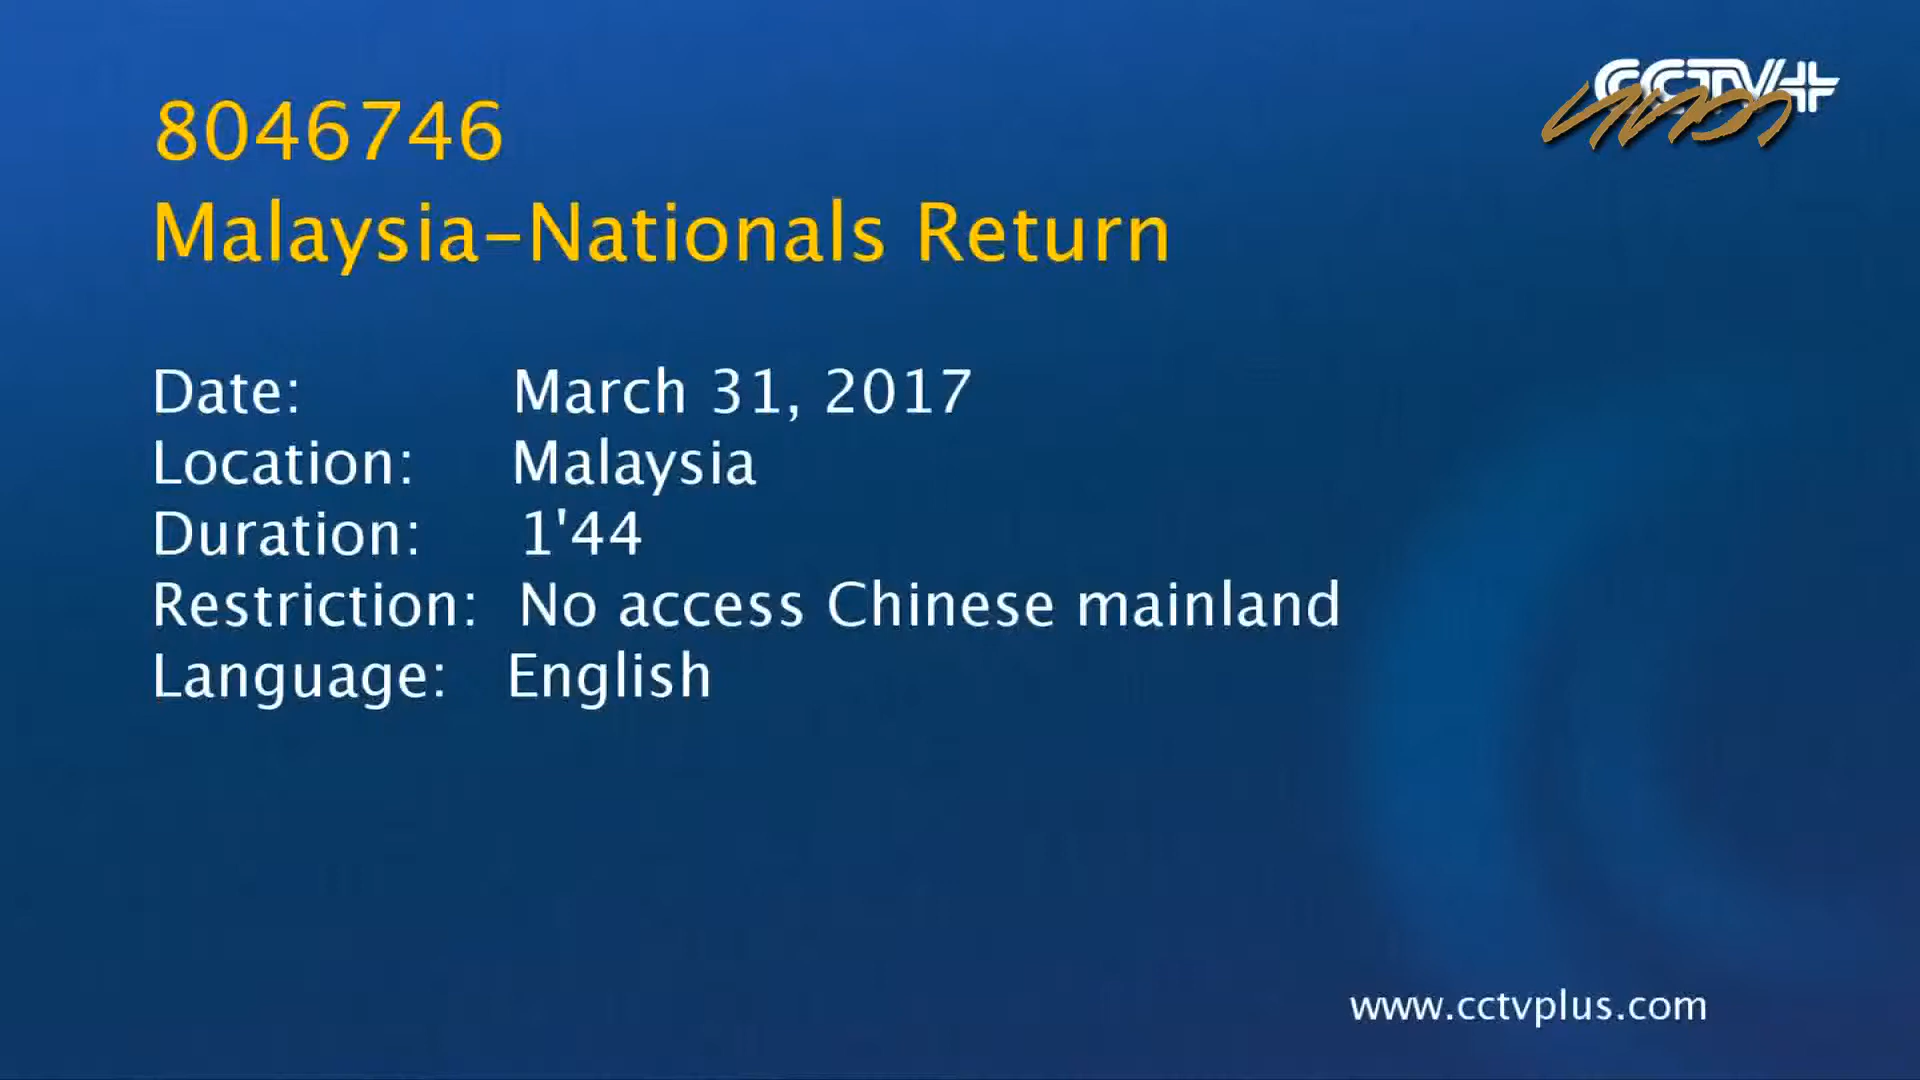 CCTV+
8046746
Malaysia-Nationals Return
Date: March 31, 2017
Location: Malaysia
Duration: 1'44
Restriction: No access Chinese mainland
Language: English
www.cctvplus.com